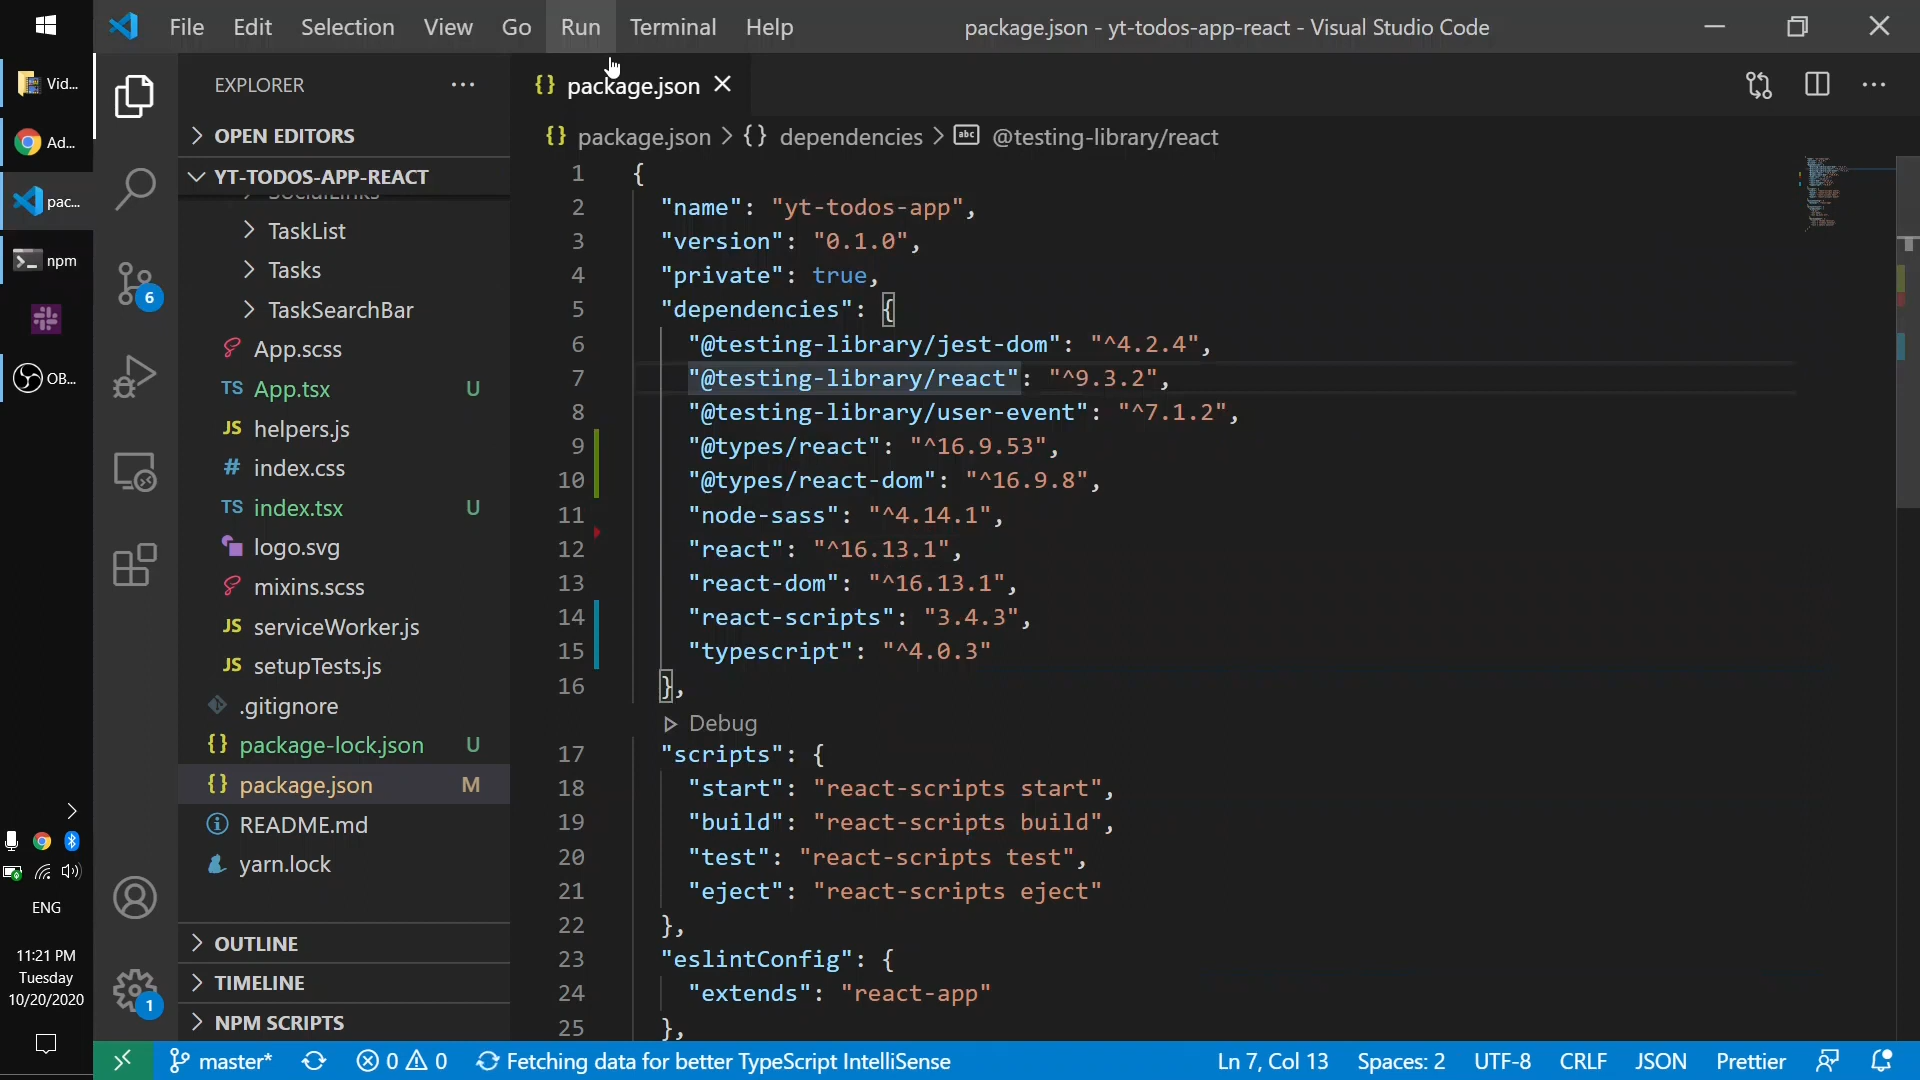 File Edit Selection View Go Run Terminal Help package.json - yt-todos-app-react - Visual Studio Code
Vid...
Ad...
pac...
npm
OB...
ENG
11:21 PM
Tuesday
10/20/2020
6
1
EXPLORER
OPEN EDITORS
YT-TODOS-APP-REACT
SocialLinks
TaskList
Tasks
TaskSearchBar
App.scss
TS App.tsx U
JS helpers.js
# index.css
TS index.tsx U
logo.svg
mixins.scss
JS serviceWorker.js
JS setupTests.js
.gitignore
{} package-lock.json U
{} package.json M
README.md
yarn.lock
OUTLINE
TIMELINE
NPM SCRIPTS
{} package.json
{} package.json > {} dependencies > abc @testing-library/react
1 {
2 "name": "yt-todos-app",
3 "version": "0.1.0",
4 "private": true,
5 "dependencies": {
6 "@testing-library/jest-dom": "^4.2.4",
7 "@testing-library/react": "^9.3.2",
8 "@testing-library/user-event": "^7.1.2",
9 "@types/react": "^16.9.53",
10 "@types/react-dom": "^16.9.8",
11 "node-sass": "^4.14.1",
12 "react": "^16.13.1",
13 "react-dom": "^16.13.1",
14 "react-scripts": "3.4.3",
15 "typescript": "^4.0.3"
16 },
Debug
17 "scripts": {
18 "start": "react-scripts start",
19 "build": "react-scripts build",
20 "test": "react-scripts test",
21 "eject": "react-scripts eject"
22 },
23 "eslintConfig": {
24 "extends": "react-app"
25 },
master* 0 0 Fetching data for better TypeScript IntelliSense Ln 7, Col 13 Spaces: 2 UTF-8 CRLF JSON Prettier